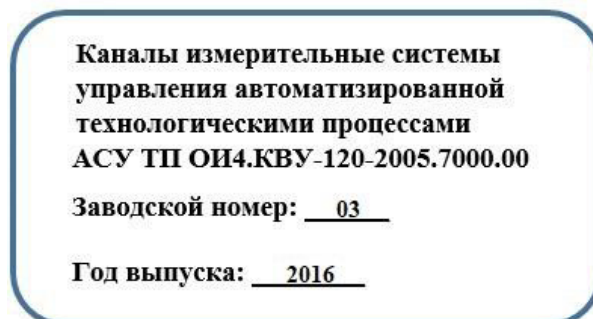 Каналы измерительные системы
управления автоматизированной
технологическими процессами
АСУ ТП ОИ4.КВУ-120-2005.7000.00
Заводской номер: 03
Год выпуска: 2016